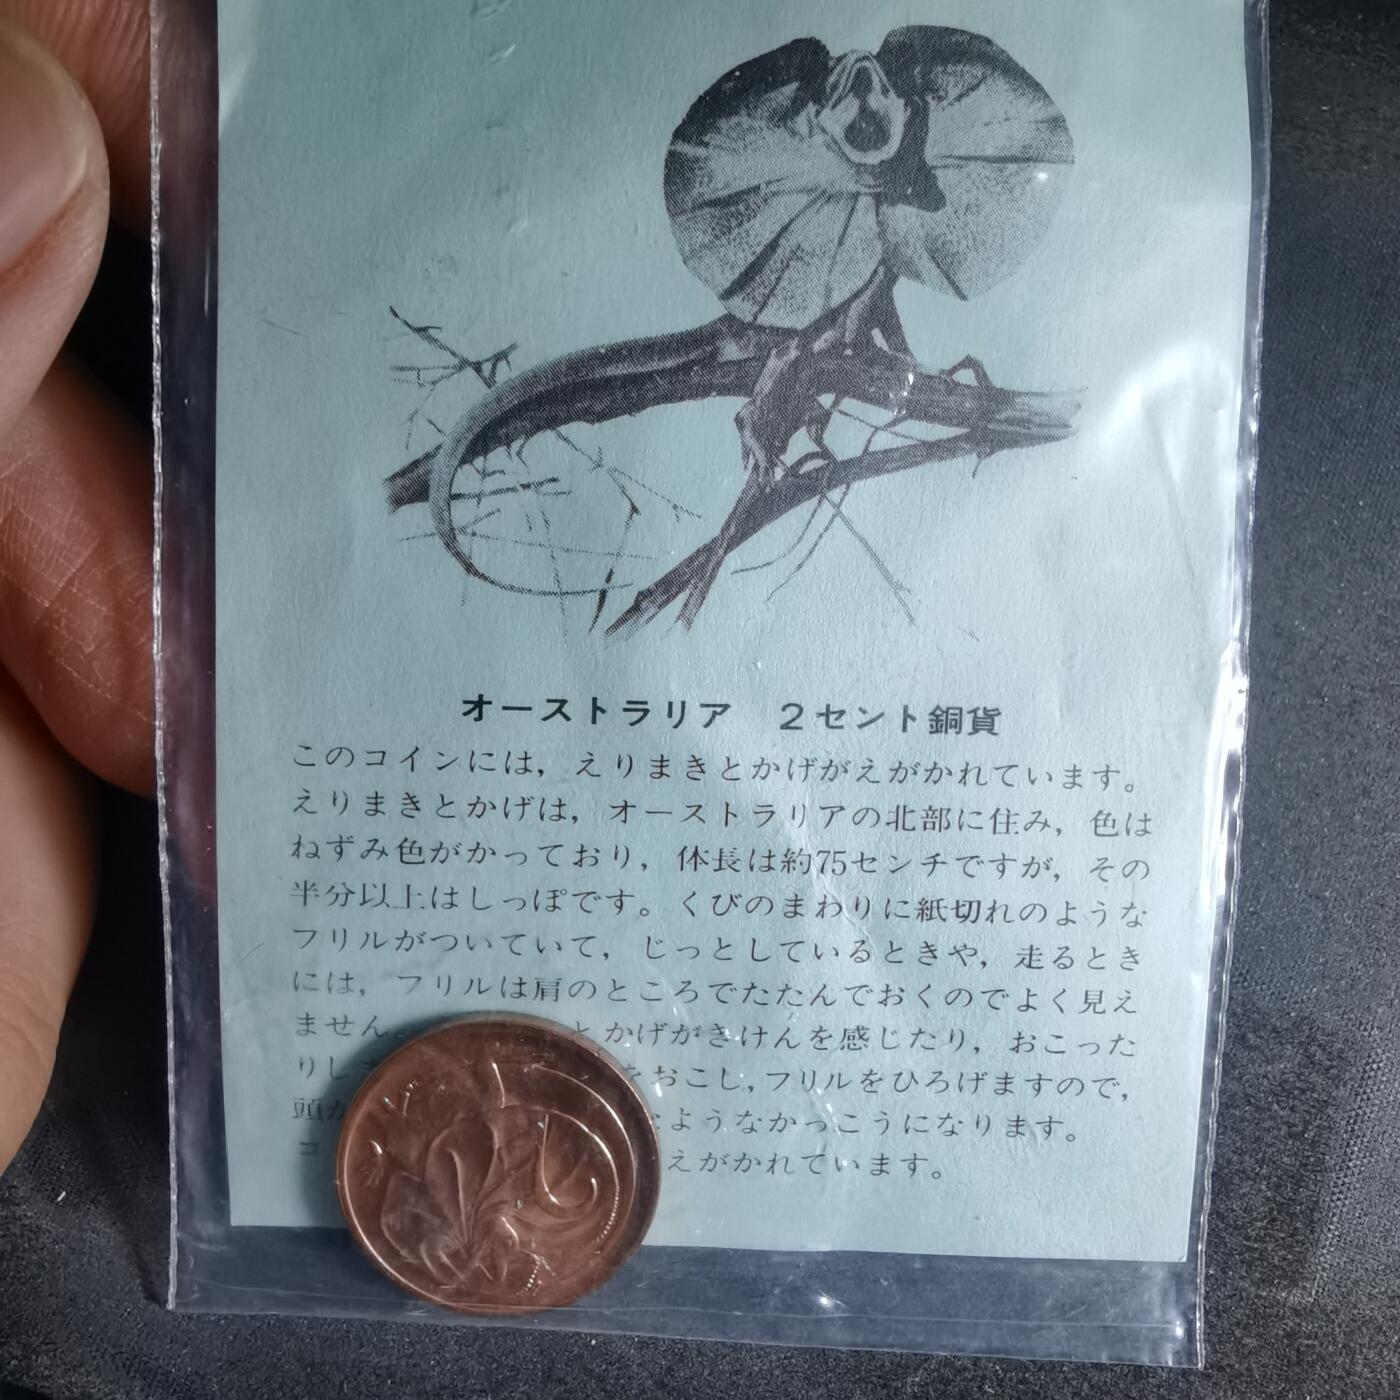 オーストラリア　２セント銅貨
このコインには，えりまきとかげがえがかれています。
えりまきとかげは，オーストラリアの北部に住み，色は
ねずみ色がかっており，体長は約75センチですが，その
半分以上はしっぽです。くびのまわりに紙切れのような
フリルがついていて，じっとしているときや，走るとき
には，フリルは肩のところでたたんでおくのでよく見え
ません。 とかげがきけんを感じたり，おこった
りし をおこし，フリルをひろげますので，
頭が ようなかっこうになります。
コ えがかれています。